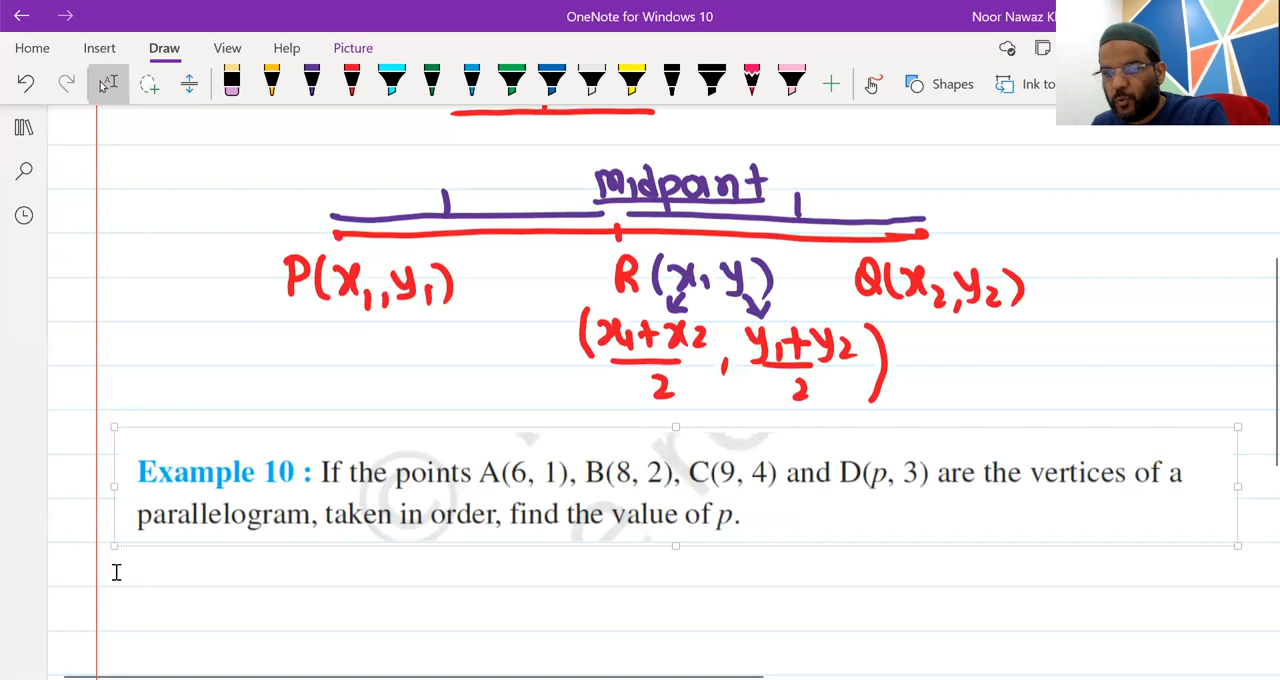 OneNote for Windows 10
Noor Nawaz Kh
Home Insert Draw View Help Picture
Shapes
Ink to
Midpoint
P(x₁, y₁) R(x, y) Q(x₂, y₂)
(x₁+x₂/2, y₁+y₂/2)
Example 10 : If the points A(6, 1), B(8, 2), C(9, 4) and D(p, 3) are the vertices of a
parallelogram, taken in order, find the value of p.